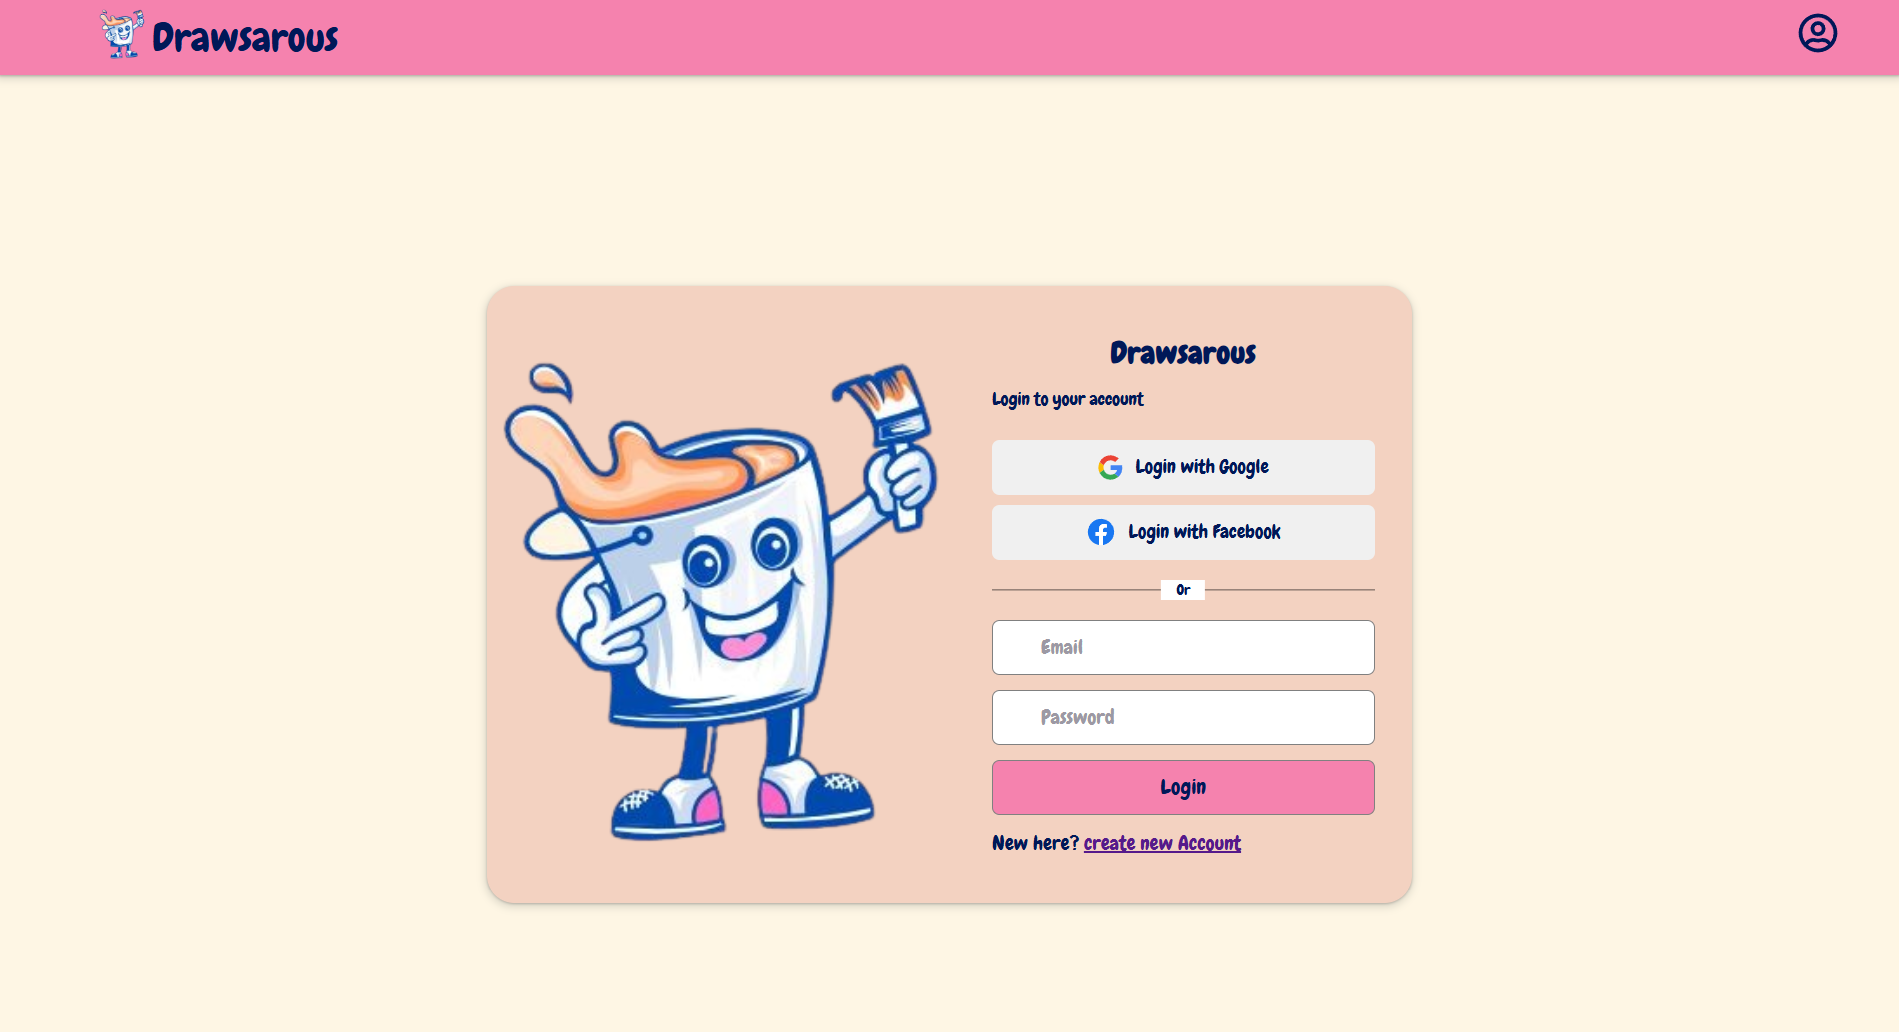 Drawsarous
Drawsarous
Login to your account
Login with Google
Login with Facebook
Or
Email
Password
Login
New here? create new Account